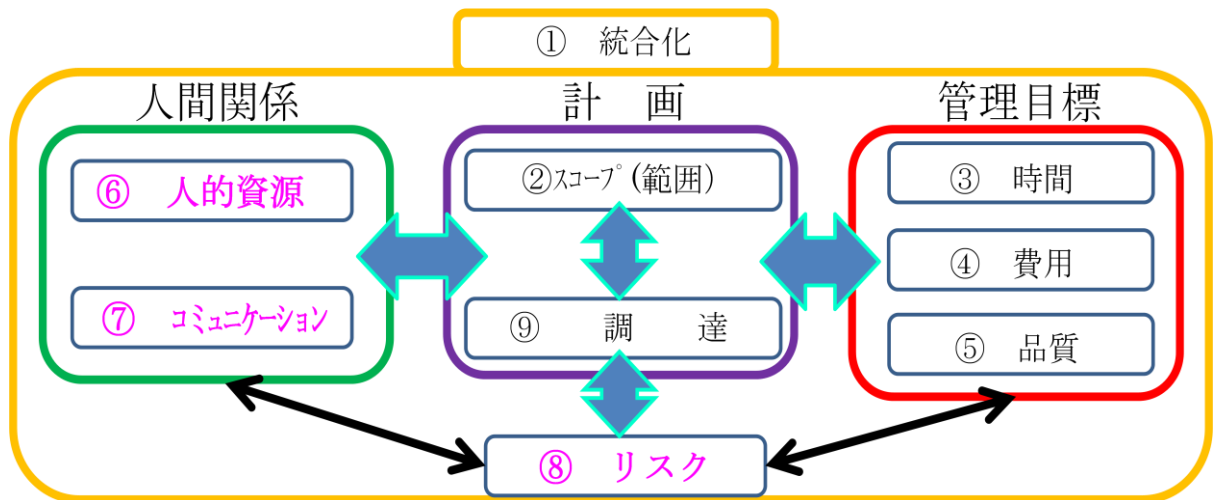 ① 統合化
人間関係
計 画
管理目標
⑥ 人的資源
②ｽｺｰﾌﾟ(範囲)
③ 時間
④ 費用
⑦ ｺﾐｭﾆｹｰｼｮﾝ
⑨ 調 達
⑤ 品質
⑧ リスク